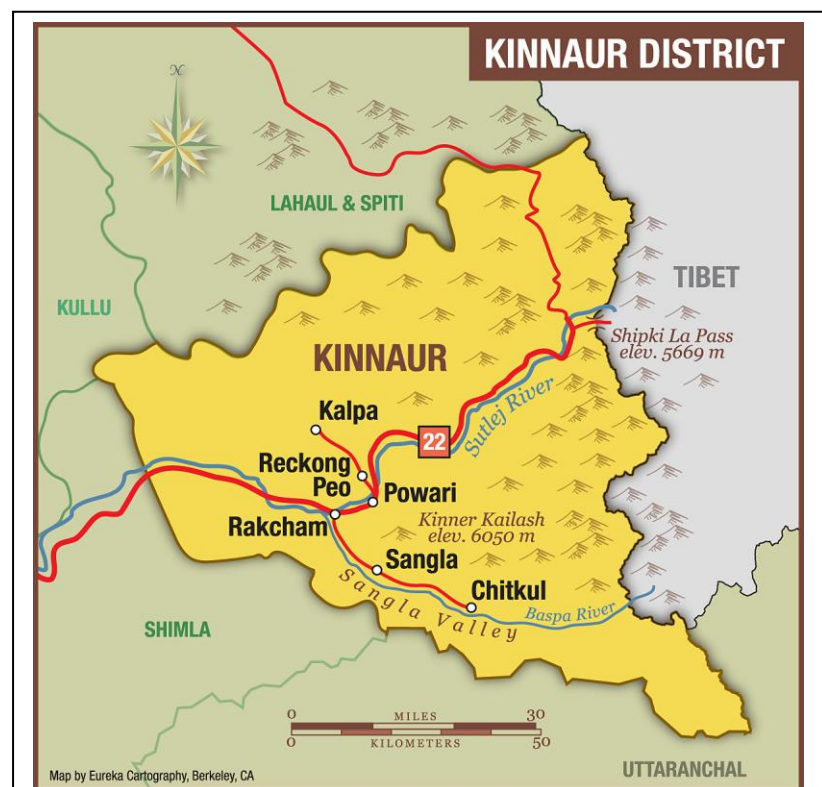 KINNAUR DISTRICT
N
LAHAUL & SPITI
TIBET
KULLU
Shipki La Pass
elev. 5669 m
KINNAUR
Kalpa
22
Sutlej River
Reckong
Peo
Powari
Rakcham
Kinner Kailash
elev. 6050 m
Sangla
Chitkul
Sangla Valley
Baspa River
SHIMLA
0 MILES 30
0 KILOMETERS 50
UTTARANCHAL
Map by Eureka Cartography, Berkeley, CA